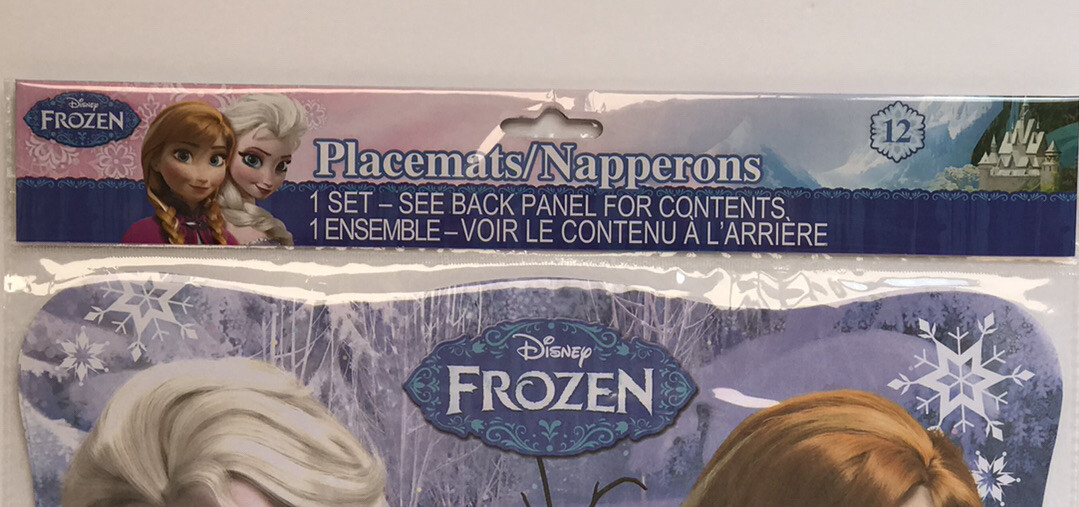 Disney
FROZEN
12
Placemats/Napperons
1 SET – SEE BACK PANEL FOR CONTENTS
1 ENSEMBLE – VOIR LE CONTENU À L'ARRIÈRE
Disney
FROZEN